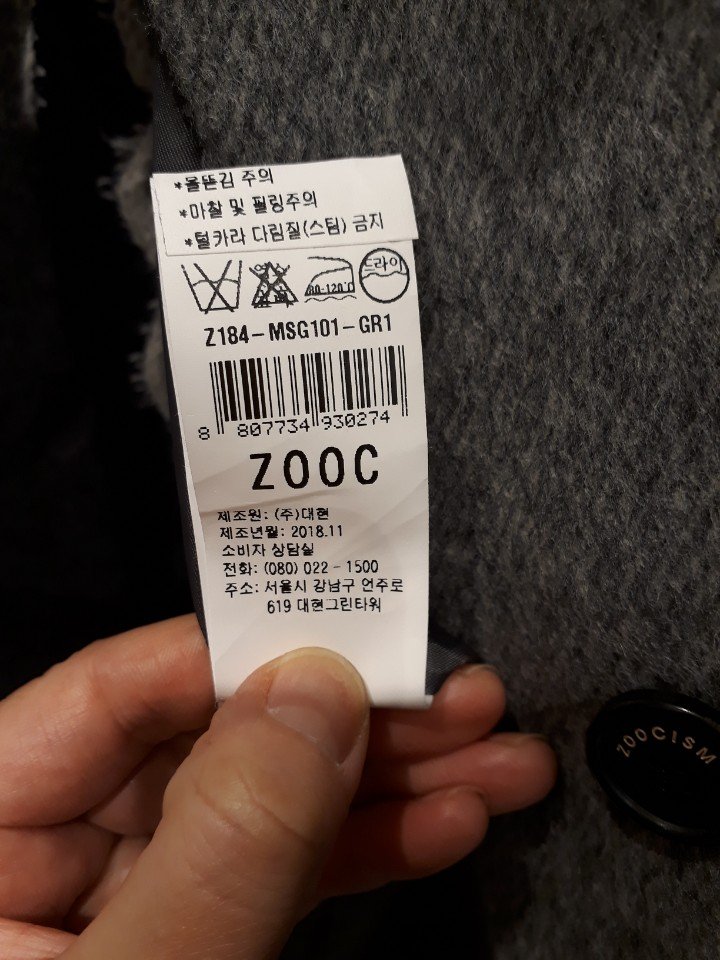 *올뜯김 주의
*마찰 및 필링주의
*털카라 다림질(스팀) 금지
80-120℃
드라이
Z184-MSG101-GR1
8 807734 930274
ZOOC
제조원: (주)대현
제조년월: 2018.11
소비자 상담실
전화: (080) 022 - 1500
주소: 서울시 강남구 언주로
619 대현그린타워
ZOOCISM